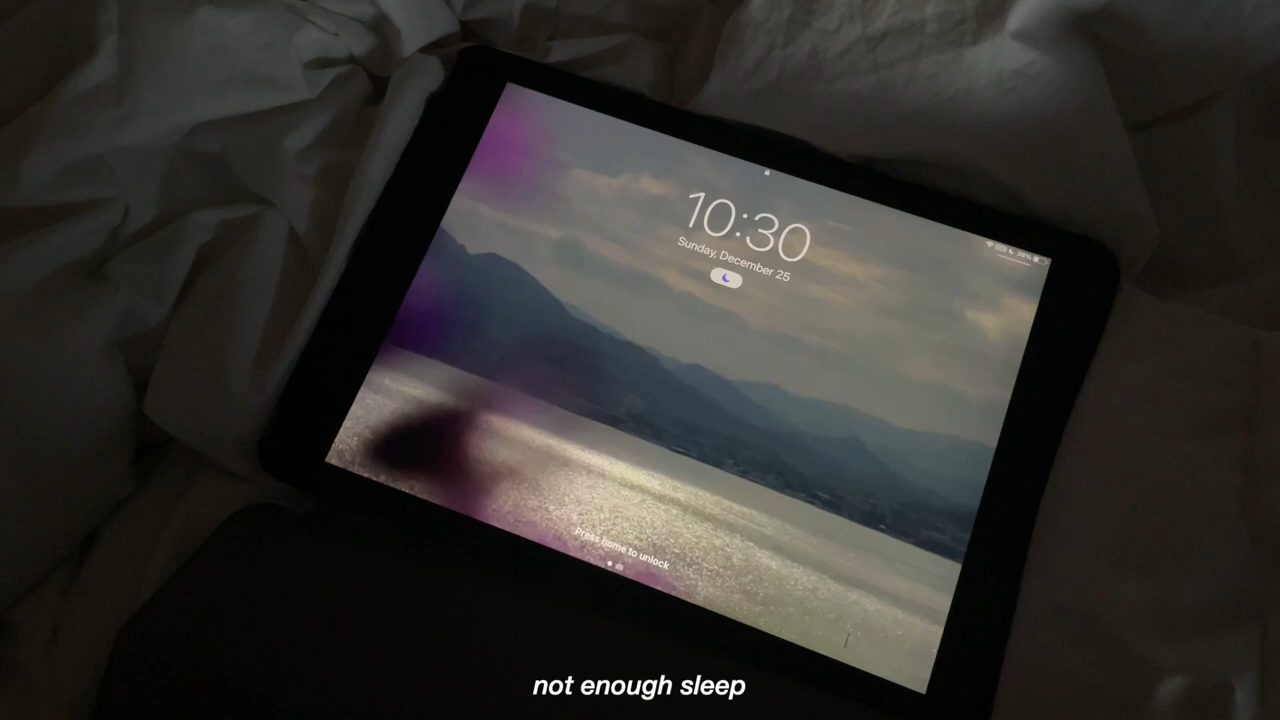 10:30
Sunday, December 25
Press home to unlock
not enough sleep